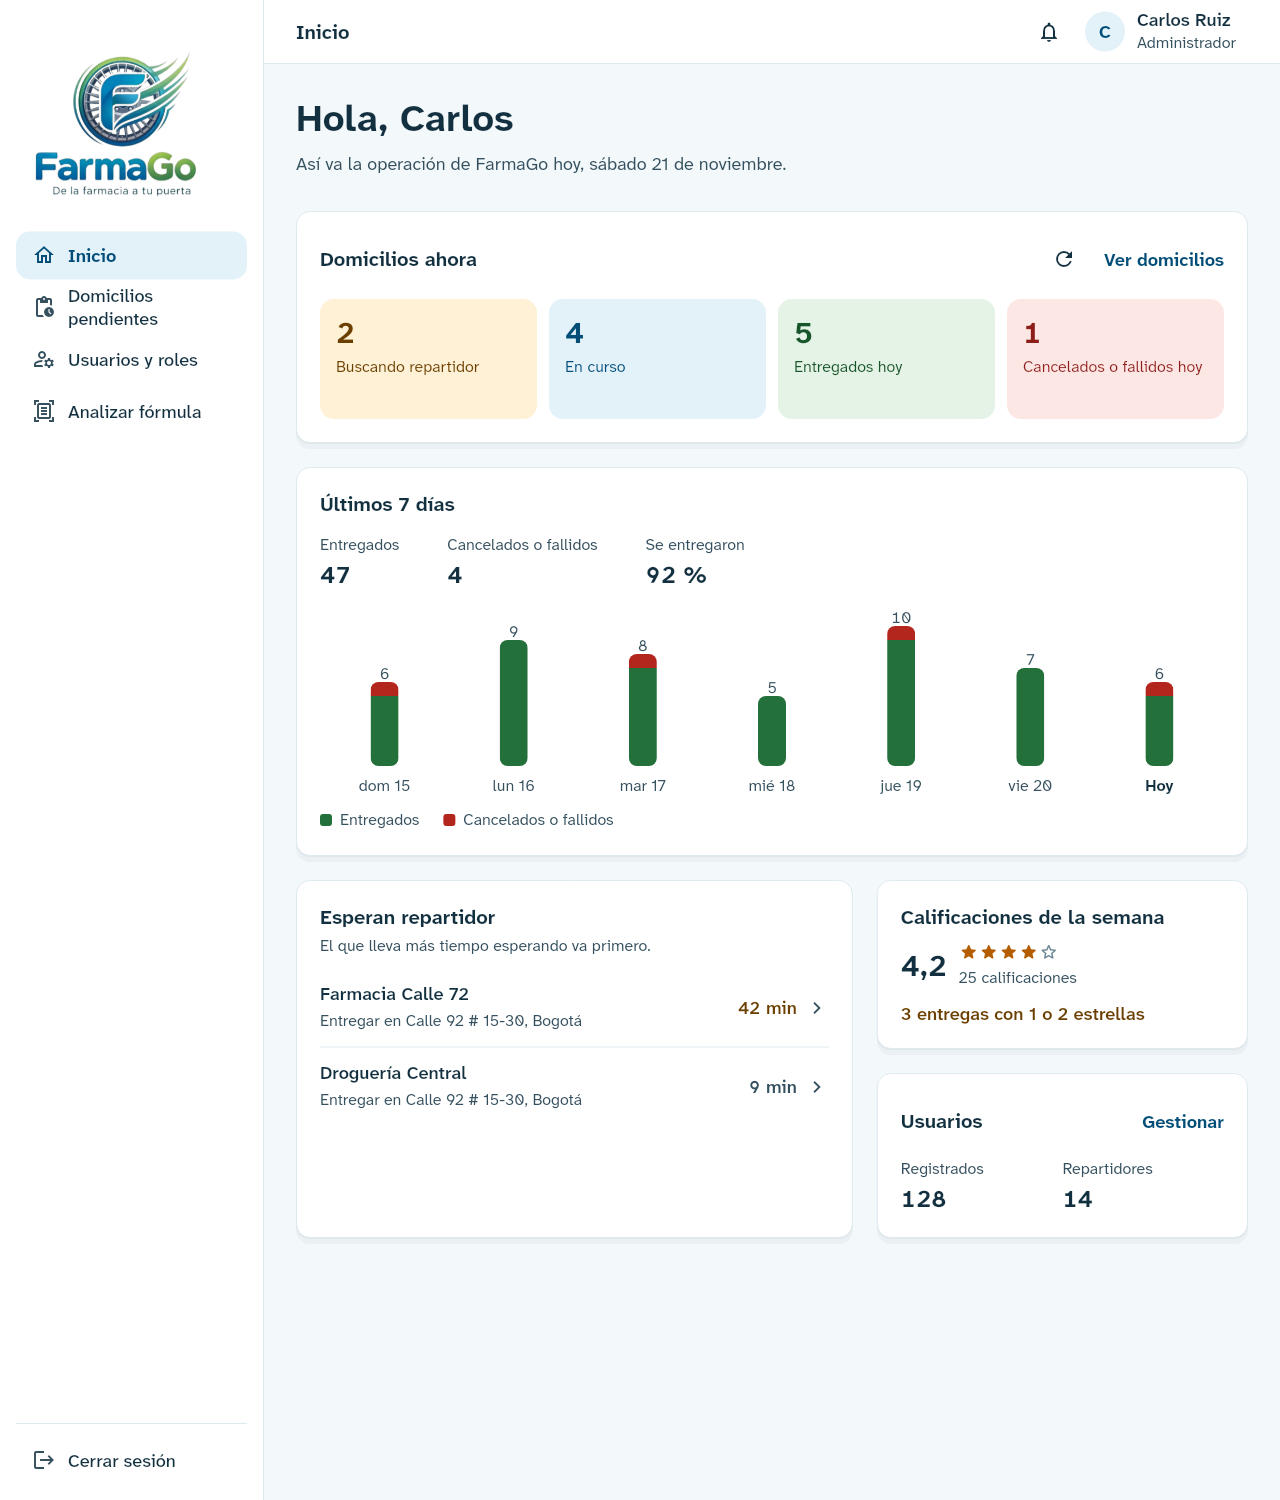 FarmaGo
De la farmacia a tu puerta
Inicio
Domicilios
pendientes
Usuarios y roles
Analizar fórmula
Cerrar sesión
Inicio
C
Carlos Ruiz
Administrador
Hola, Carlos
Así va la operación de FarmaGo hoy, sábado 21 de noviembre.
Domicilios ahora
Ver domicilios
2
Buscando repartidor
4
En curso
5
Entregados hoy
1
Cancelados o fallidos hoy
Últimos 7 días
Entregados
47
Cancelados o fallidos
4
Se entregaron
92 %
6
9
8
5
10
7
6
dom 15
lun 16
mar 17
mié 18
jue 19
vie 20
Hoy
Entregados
Cancelados o fallidos
Esperan repartidor
El que lleva más tiempo esperando va primero.
Farmacia Calle 72
Entregar en Calle 92 # 15-30, Bogotá
42 min
Droguería Central
Entregar en Calle 92 # 15-30, Bogotá
9 min
Calificaciones de la semana
4,2
25 calificaciones
3 entregas con 1 o 2 estrellas
Usuarios
Gestionar
Registrados
128
Repartidores
14